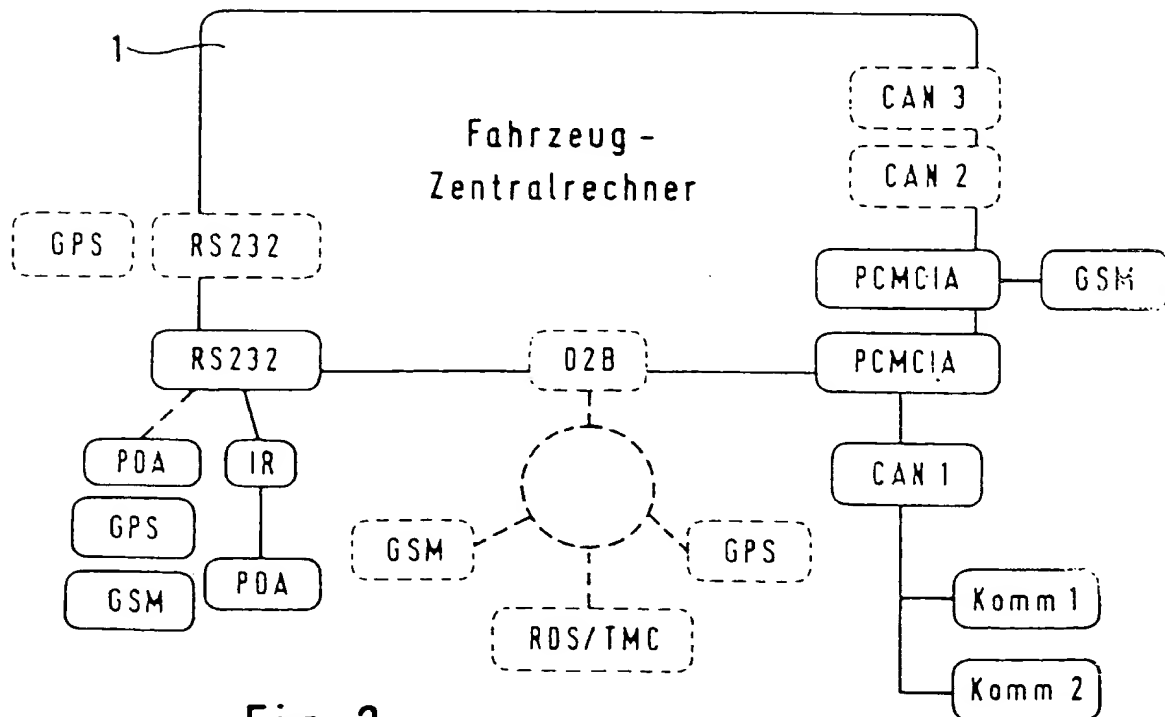 1
CAN 3
Fahrzeug-
Zentralrechner
CAN 2
GPS
RS232
PCMCIA
GSM
RS232
D2B
PCMCIA
PDA
IR
CAN 1
GPS
GSM
GPS
GSM
PDA
RDS/TMC
Komm 1
Komm 2